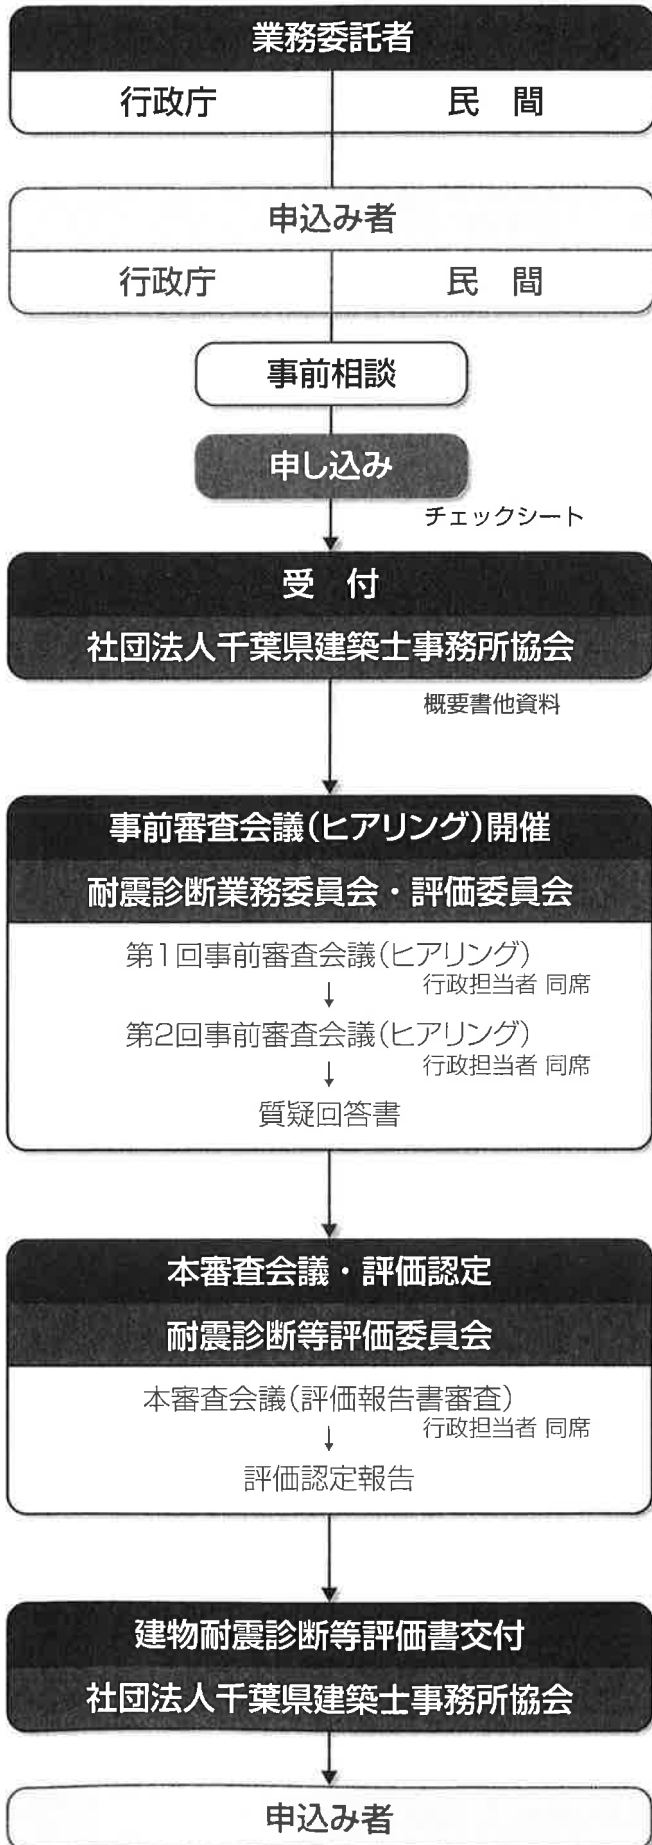 業務委託者
行政庁 民 間
申込み者
行政庁 民 間
事前相談
申し込み
チェックシート
受 付
社団法人千葉県建築士事務所協会
概要書他資料
事前審査会議(ヒアリング)開催
耐震診断業務委員会・評価委員会
第1回事前審査会議(ヒアリング)
行政担当者 同席
↓
第2回事前審査会議(ヒアリング)
行政担当者 同席
↓
質疑回答書
本審査会議・評価認定
耐震診断等評価委員会
本審査会議(評価報告書審査)
行政担当者 同席
↓
評価認定報告
建物耐震診断等評価書交付
社団法人千葉県建築士事務所協会
申込み者